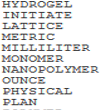 HYDROGEL
INITIATE
LATTICE
METRIC
MILLILITER
MONOMER
NANOPOLYMER
OUNCE
PHYSICAL
PLAN